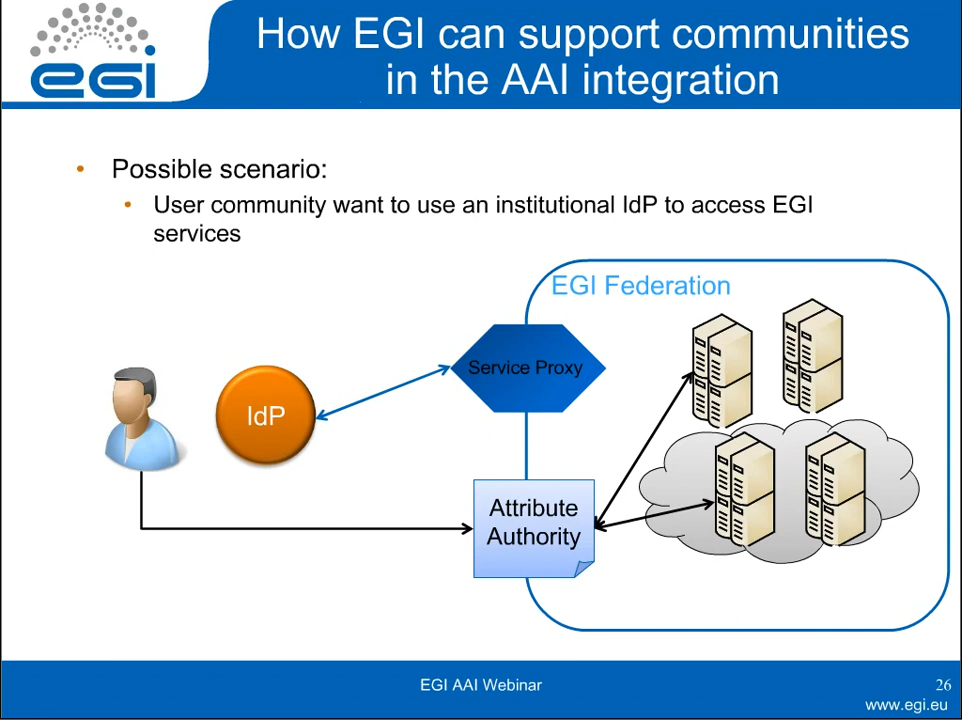 egi
How EGI can support communities
in the AAI integration
• Possible scenario:
• User community want to use an institutional IdP to access EGI
services
EGI Federation
Service Proxy
IdP
Attribute
Authority
EGI AAI Webinar
26
www.egi.eu